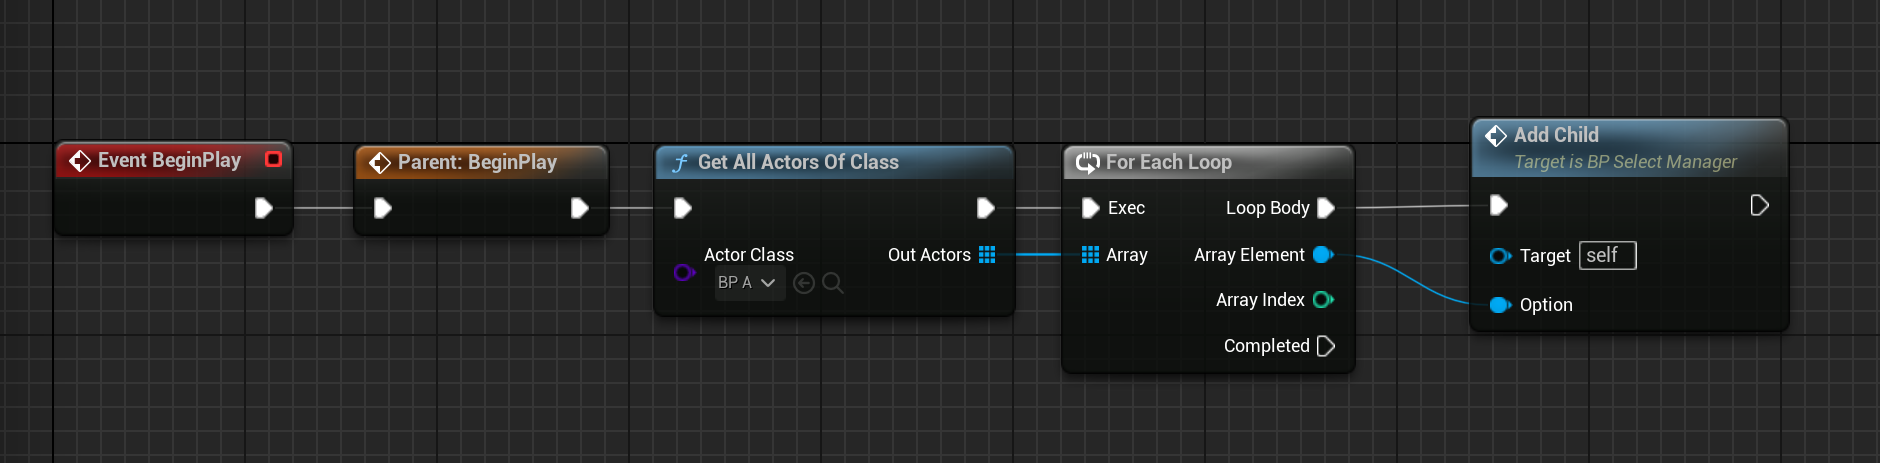 Event BeginPlay
Parent: BeginPlay
Get All Actors Of Class
Actor Class
BP A
Out Actors
For Each Loop
Exec
Loop Body
Array
Array Element
Array Index
Completed
Add Child
Target is BP Select Manager
Target self
Option